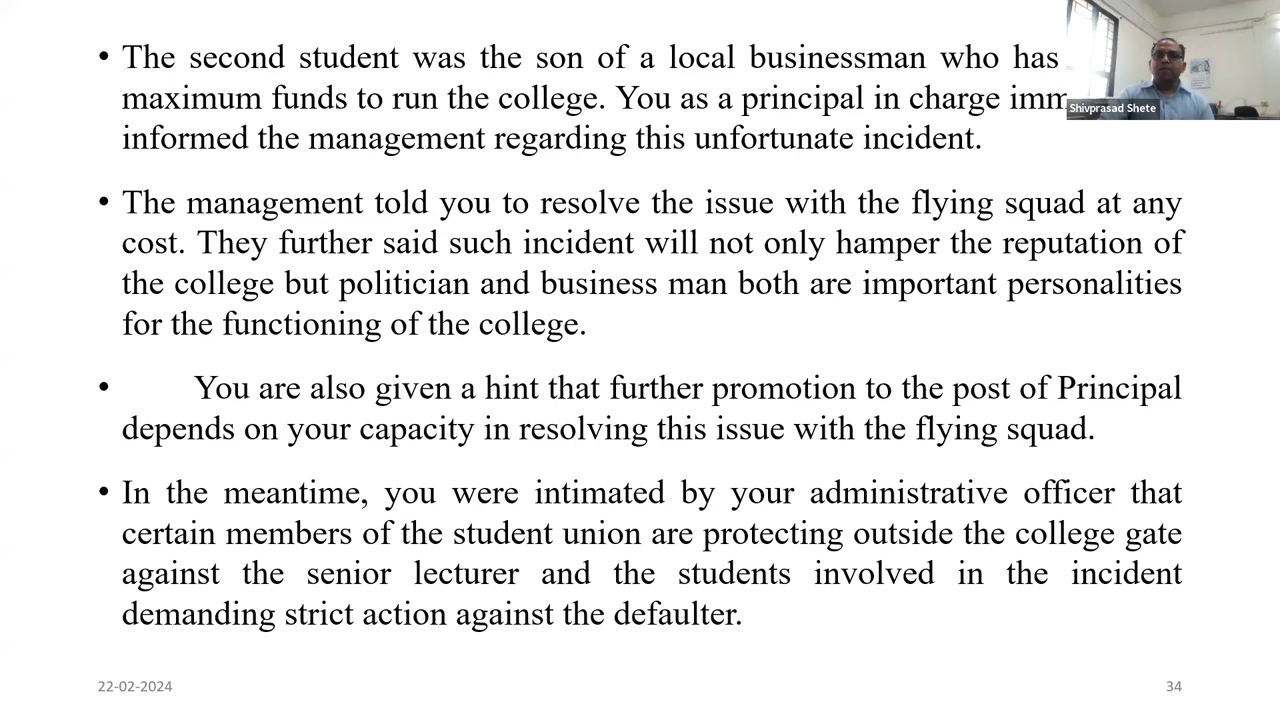 • The second student was the son of a local businessman who has
maximum funds to run the college. You as a principal in charge
informed the management regarding this unfortunate incident.
• The management told you to resolve the issue with the flying squad at any
cost. They further said such incident will not only hamper the reputation of
the college but politician and business man both are important personalities
for the functioning of the college.
• You are also given a hint that further promotion to the post of Principal
depends on your capacity in resolving this issue with the flying squad.
• In the meantime, you were intimated by your administrative officer that
certain members of the student union are protecting outside the college gate
against the senior lecturer and the students involved in the incident
demanding strict action against the defaulter.
Shivprasad Shete
22-02-2024
34